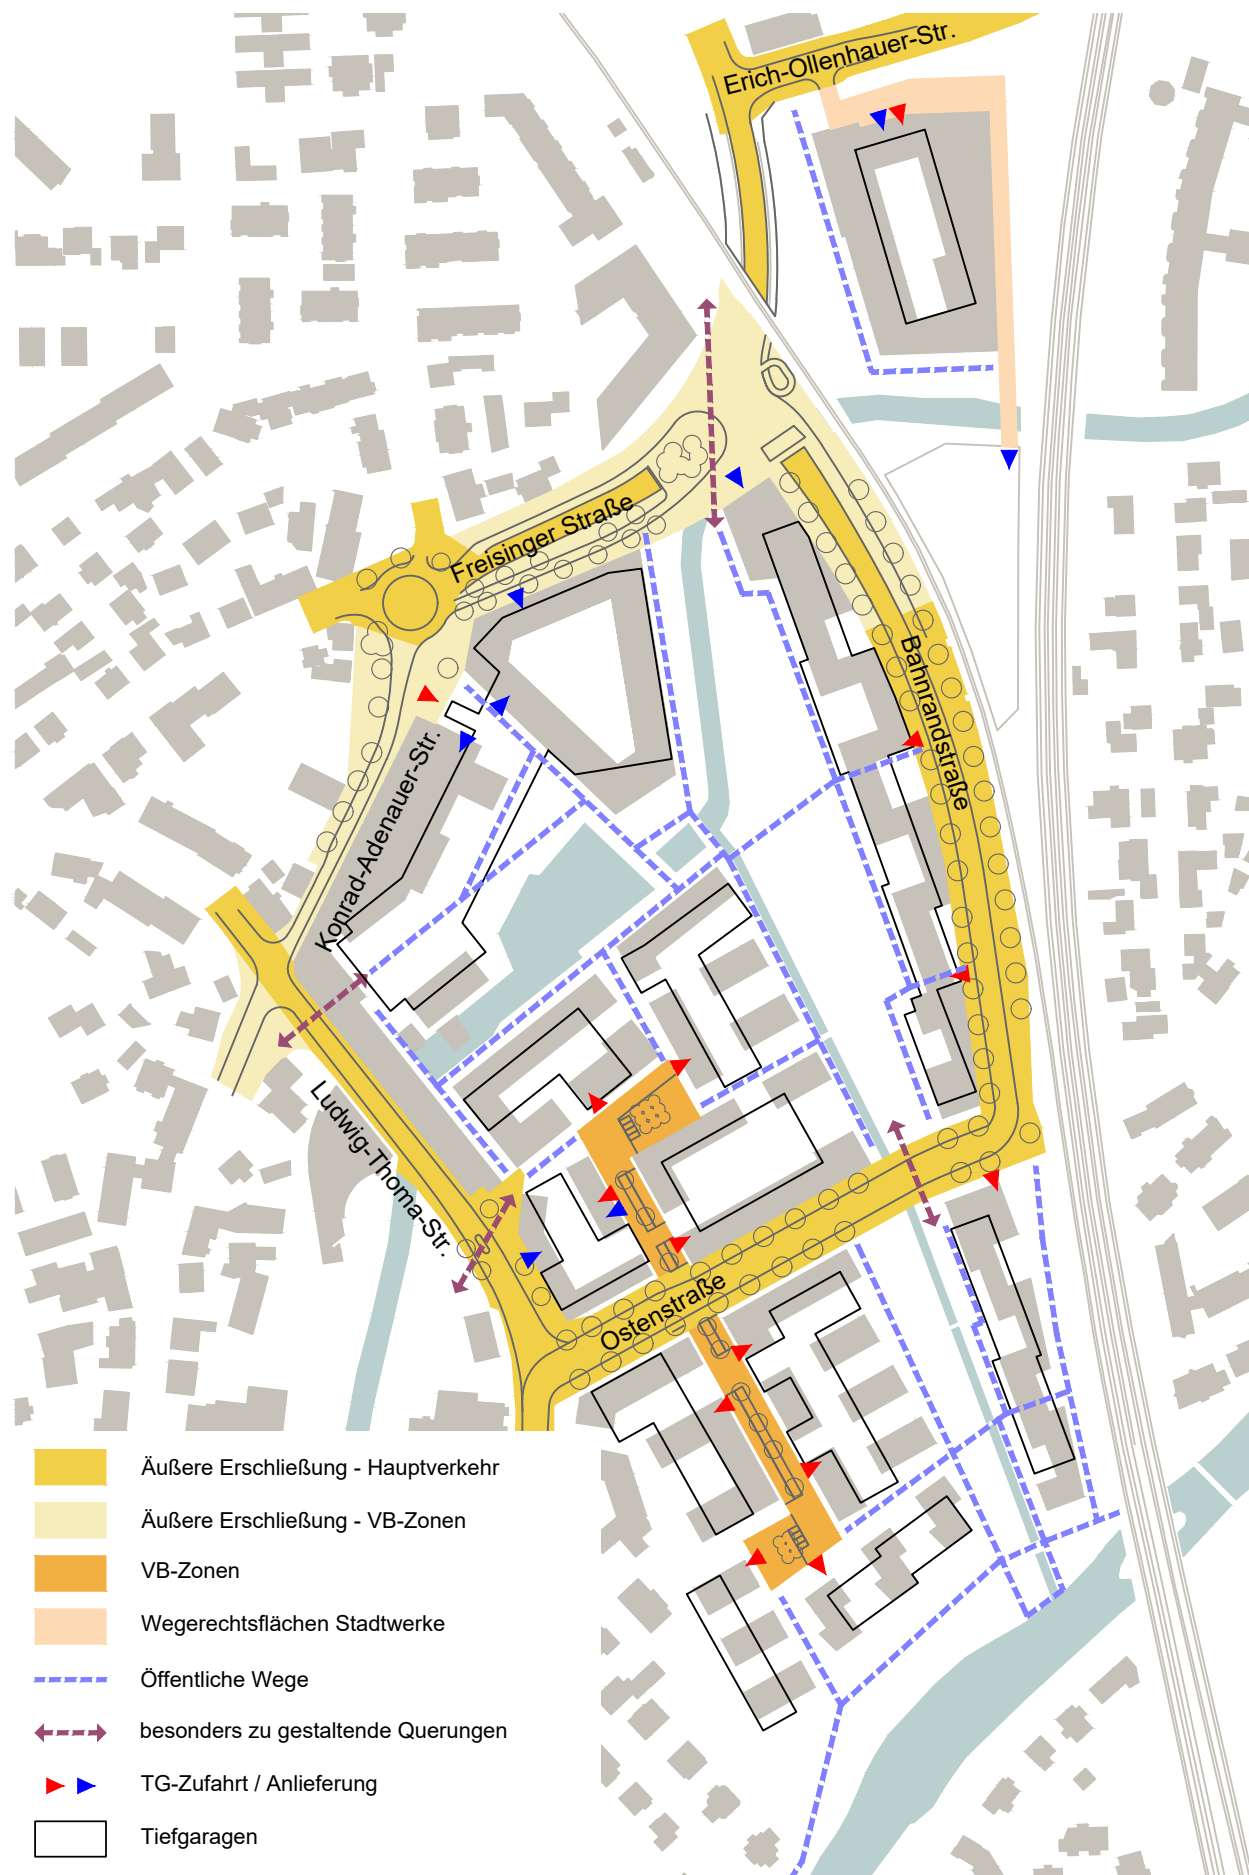 Erich-Ollenhauer-Str.
Freisinger Straße
Bahnrandstraße
Konrad-Adenauer-Str.
Ludwig-Thoma-Str.
Ostenstraße
Äußere Erschließung - Hauptverkehr
Äußere Erschließung - VB-Zonen
VB-Zonen
Wegerechtsflächen Stadtwerke
Öffentliche Wege
besonders zu gestaltende Querungen
TG-Zufahrt / Anlieferung
Tiefgaragen